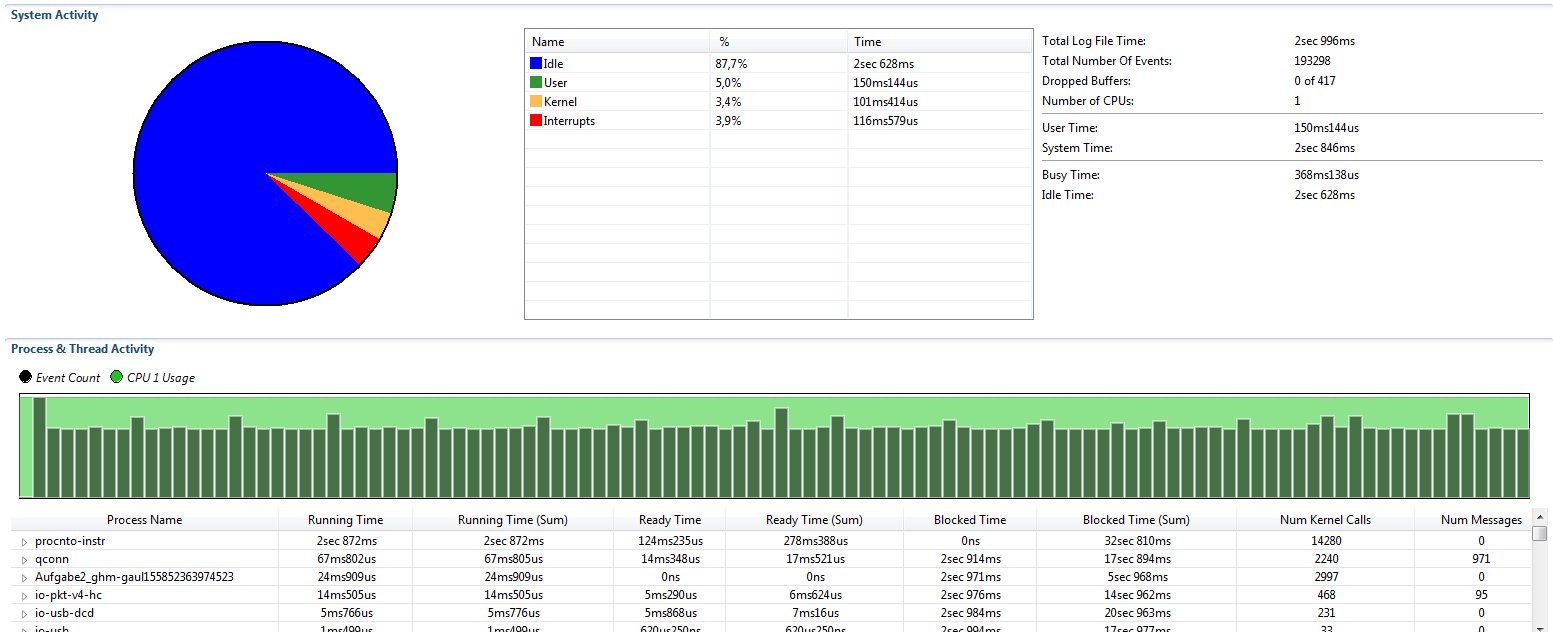 System Activity
Name % Time
Idle 87,7% 2sec 628ms
User 5,0% 150ms144us
Kernel 3,4% 101ms414us
Interrupts 3,9% 116ms579us
Total Log File Time: 2sec 996ms
Total Number Of Events: 193298
Dropped Buffers: 0 of 417
Number of CPUs: 1
User Time: 150ms144us
System Time: 2sec 846ms
Busy Time: 368ms138us
Idle Time: 2sec 628ms
Process & Thread Activity
Event Count CPU 1 Usage
Process Name Running Time Running Time (Sum) Ready Time Ready Time (Sum) Blocked Time Blocked Time (Sum) Num Kernel Calls Num Messages
procnto-instr 2sec 872ms 2sec 872ms 124ms235us 278ms388us 0ns 32sec 810ms 14280 0
qconn 67ms802us 67ms805us 14ms348us 17ms521us 2sec 914ms 17sec 894ms 2240 971
Aufgabe2_ghm-gaul155852363974523 24ms909us 24ms909us 0ns 0ns 2sec 971ms 5sec 968ms 2997 0
io-pkt-v4-hc 14ms505us 14ms505us 5ms290us 6ms624us 2sec 976ms 14sec 962ms 468 95
io-usb-dcd 5ms766us 5ms776us 5ms868us 7ms16us 2sec 984ms 20sec 963ms 231 0
io-usb 1ms499us 1ms499us 620us250ns 620us250ns 2sec 994ms 17sec 977ms 33 0